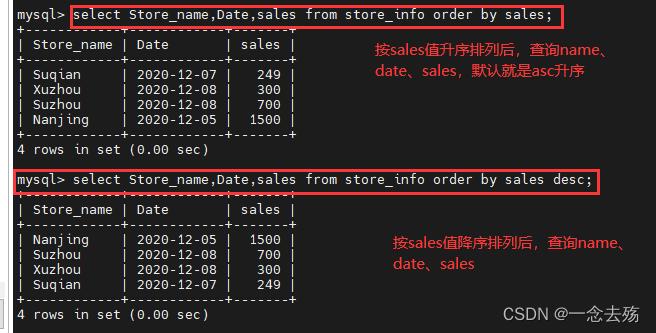 mysql> select Store_name,Date,sales from store_info order by sales;
+------------+------------+-------+
| Store_name | Date       | sales |
+------------+------------+-------+
| Suqian     | 2020-12-07 |   249 |
| Xuzhou     | 2020-12-08 |   300 |
| Suzhou     | 2020-12-08 |   700 |
| Nanjing    | 2020-12-05 |  1500 |
+------------+------------+-------+
4 rows in set (0.00 sec)
按sales值升序排列后，查询name、
date、sales，默认就是asc升序
mysql> select Store_name,Date,sales from store_info order by sales desc;
+------------+------------+-------+
| Store_name | Date       | sales |
+------------+------------+-------+
| Nanjing    | 2020-12-05 |  1500 |
| Suzhou     | 2020-12-08 |   700 |
| Xuzhou     | 2020-12-08 |   300 |
| Suqian     | 2020-12-07 |   249 |
+------------+------------+-------+
4 rows in set (0.00 sec)
按sales值降序排列后，查询name、
date、sales
CSDN @一念去殇